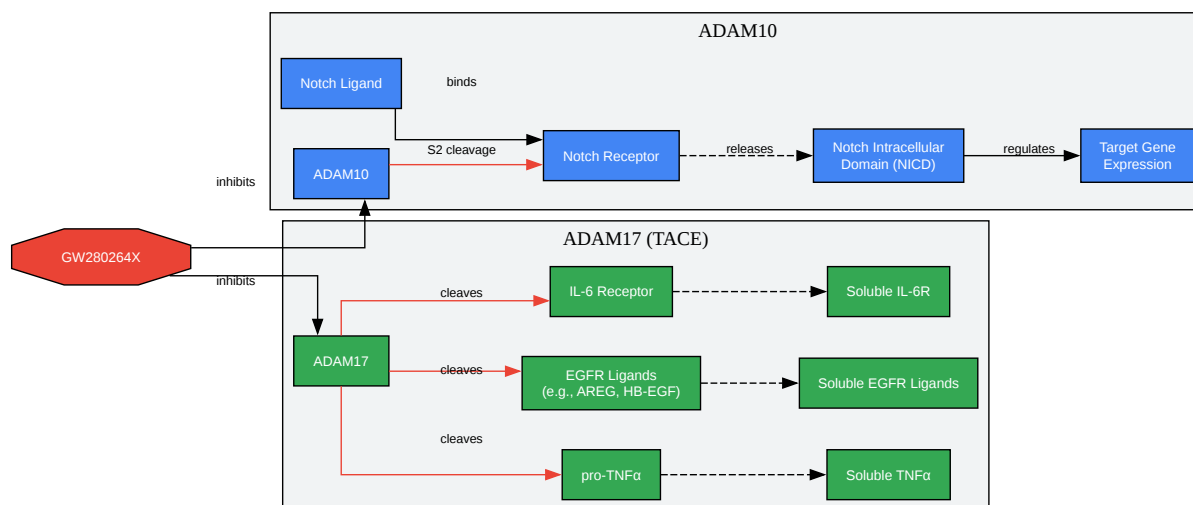 ADAM10
Notch Ligand
binds
S2 cleavage
ADAM10
Notch Receptor
releases
Notch Intracellular
Domain (NICD)
regulates
Target Gene
Expression
inhibits
GW280264X
inhibits
ADAM17 (TACE)
cleaves
IL-6 Receptor
Soluble IL-6R
ADAM17
cleaves
EGFR Ligands
(e.g., AREG, HB-EGF)
Soluble EGFR Ligands
cleaves
pro-TNFα
Soluble TNFα